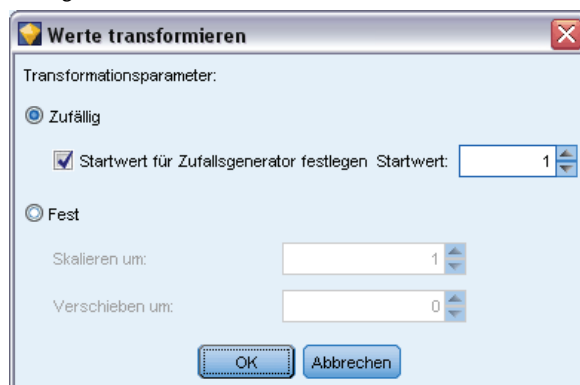 Werte transformieren
Transformationsparameter:
Zufällig
Startwert für Zufallsgenerator festlegen Startwert: 1
Fest
Skalieren um: 1
Verschieben um: 0
OK Abbrechen